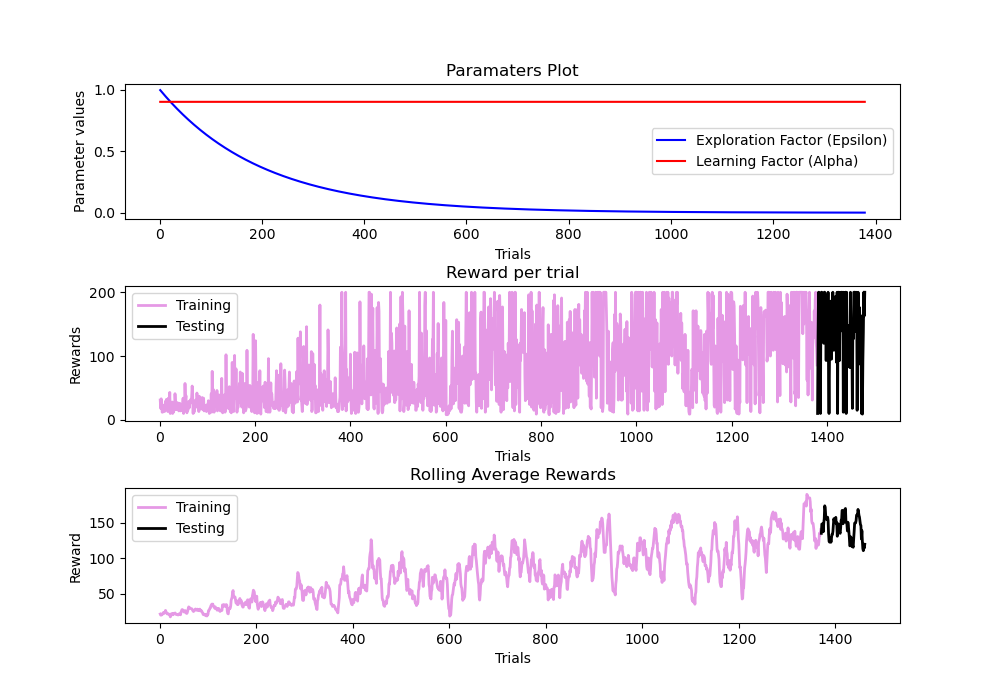 Paramaters Plot
1.0
0.5
0.0
Parameter values
Exploration Factor (Epsilon)
Learning Factor (Alpha)
0 200 400 600 800 1000 1200 1400
Trials
Reward per trial
200
100
0
Rewards
Training
Testing
0 200 400 600 800 1000 1200 1400
Trials
Rolling Average Rewards
150
100
50
Reward
Training
Testing
0 200 400 600 800 1000 1200 1400
Trials